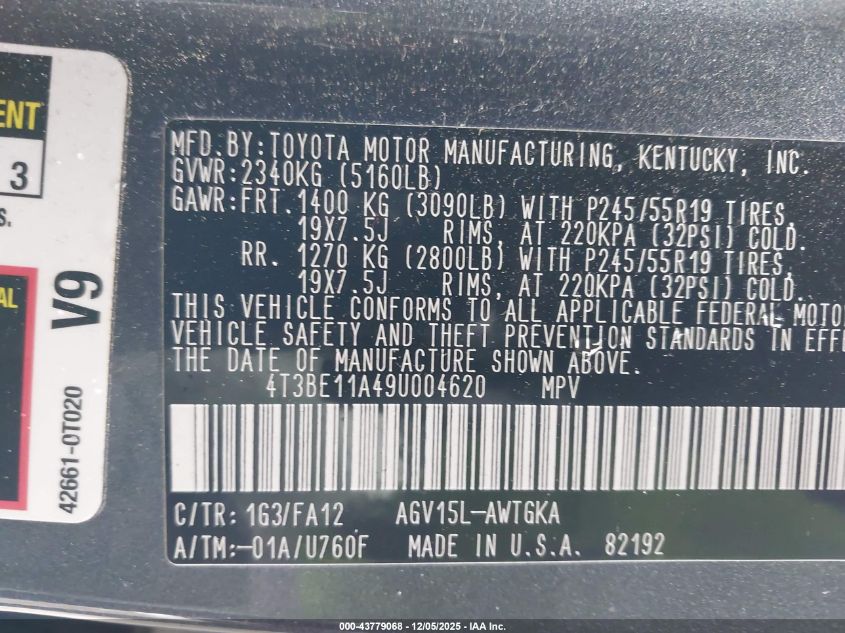 ENT
3
S.
AL
V9
42661-0T020
MFD. BY: TOYOTA MOTOR MANUFACTURING, KENTUCKY, INC.
GVWR: 2340KG (5160LB)
GAWR: FRT. 1400 KG (3090LB) WITH P245/55R19 TIRES,
19X7.5J RIMS, AT 220KPA (32PSI) COLD.
RR. 1270 KG (2800LB) WITH P245/55R19 TIRES,
19X7.5J RIMS, AT 220KPA (32PSI) COLD.
THIS VEHICLE CONFORMS TO ALL APPLICABLE FEDERAL MOTO
VEHICLE SAFETY AND THEFT PREVENTION STANDARDS IN EFF
THE DATE OF MANUFACTURE SHOWN ABOVE.
4T3BE11A49U004620 MPV
C/TR: 1G3/FA12 AGV15L-AWTGKA
A/TM:-01A/U760F MADE IN U.S.A. 82192
000-43779068 - 12/05/2025 - IAA Inc.